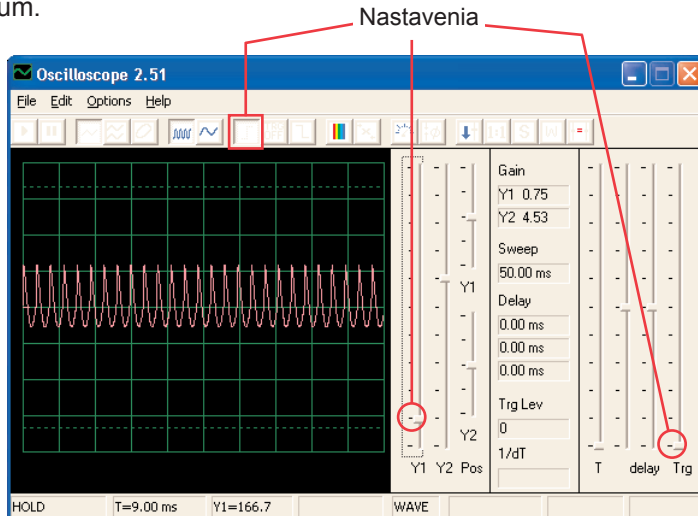 um.
Nastavenia
Oscilloscope 2.51
File Edit Options Help
Gain
Y1 0.75
Y2 4.53
Sweep
50.00 ms
Y1
Delay
0.00 ms
0.00 ms
0.00 ms
Trg Lev
0
Y2
1/dT
Y1 Y2 Pos
T delay Trg
HOLD T=9.00 ms Y1=166.7 WAVE